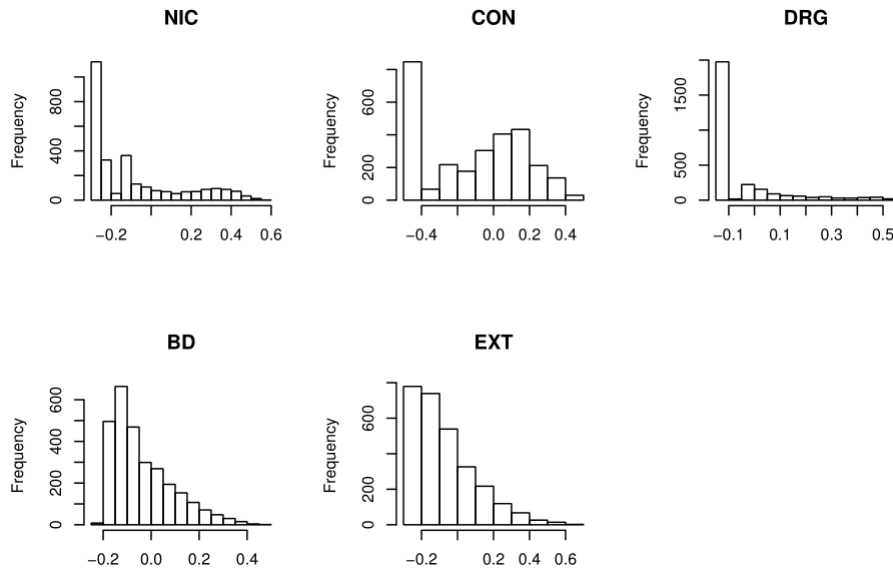 NIC
Frequency
0 400 800
−0.2 0.2 0.4 0.6
CON
Frequency
0 200 600
−0.4 0.0 0.2 0.4
DRG
Frequency
0 500 1500
−0.1 0.1 0.3 0.5
BD
Frequency
0 200 400 600
−0.2 0.0 0.2 0.4
EXT
Frequency
0 200 600
−0.2 0.2 0.4 0.6